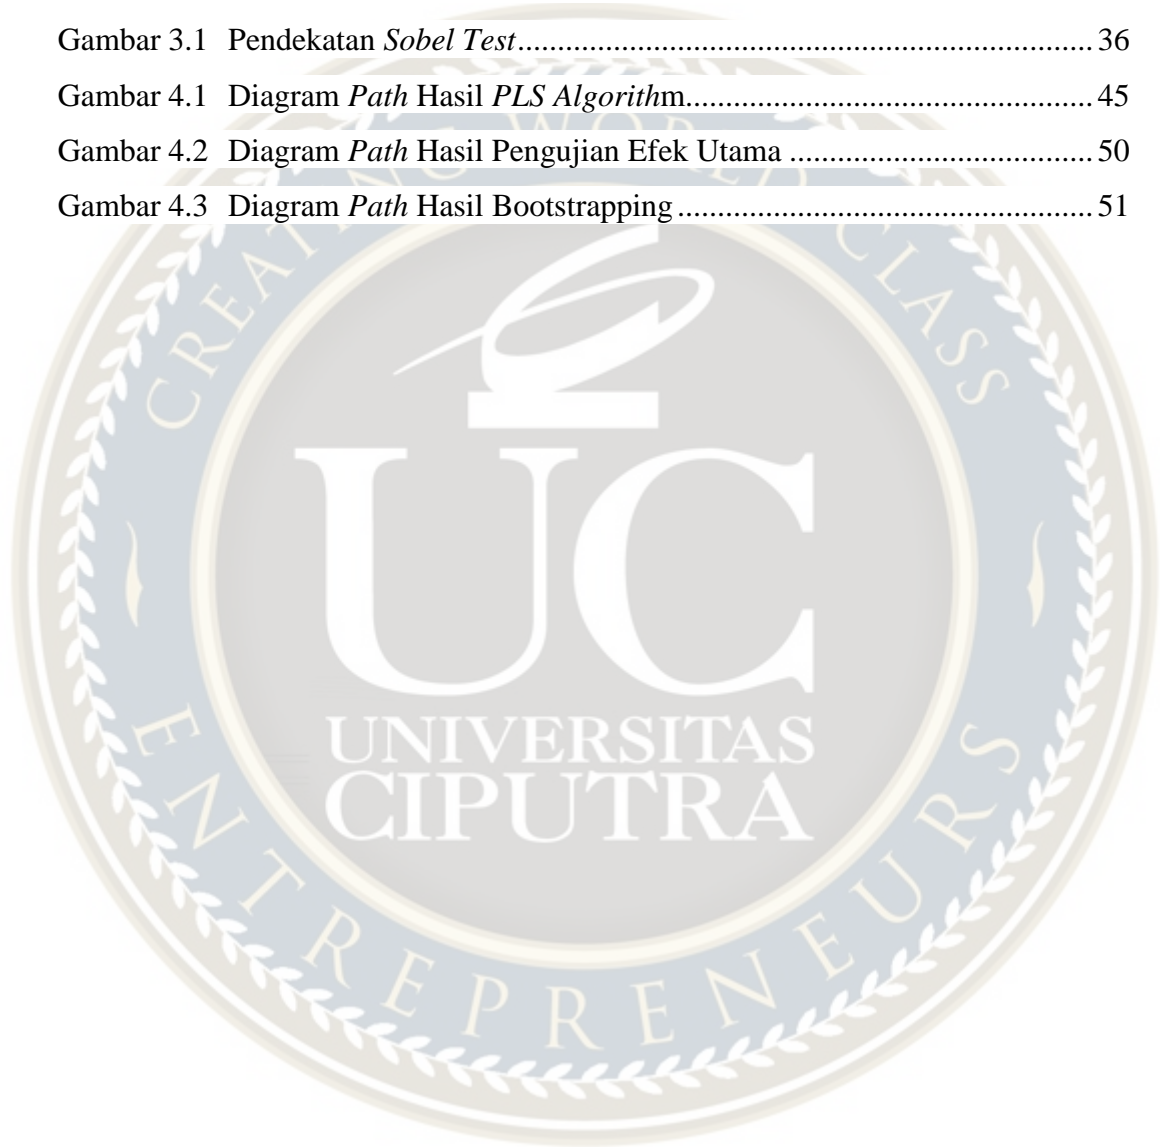 Gambar 3.1 Pendekatan Sobel Test.......................................................................... 36
Gambar 4.1 Diagram Path Hasil PLS Algorithm.................................................... 45
Gambar 4.2 Diagram Path Hasil Pengujian Efek Utama ....................................... 50
Gambar 4.3 Diagram Path Hasil Bootstrapping ..................................................... 51
CREATING WORLD CLASS
UC
UNIVERSITAS
CIPUTRA
ENTREPRENEURS